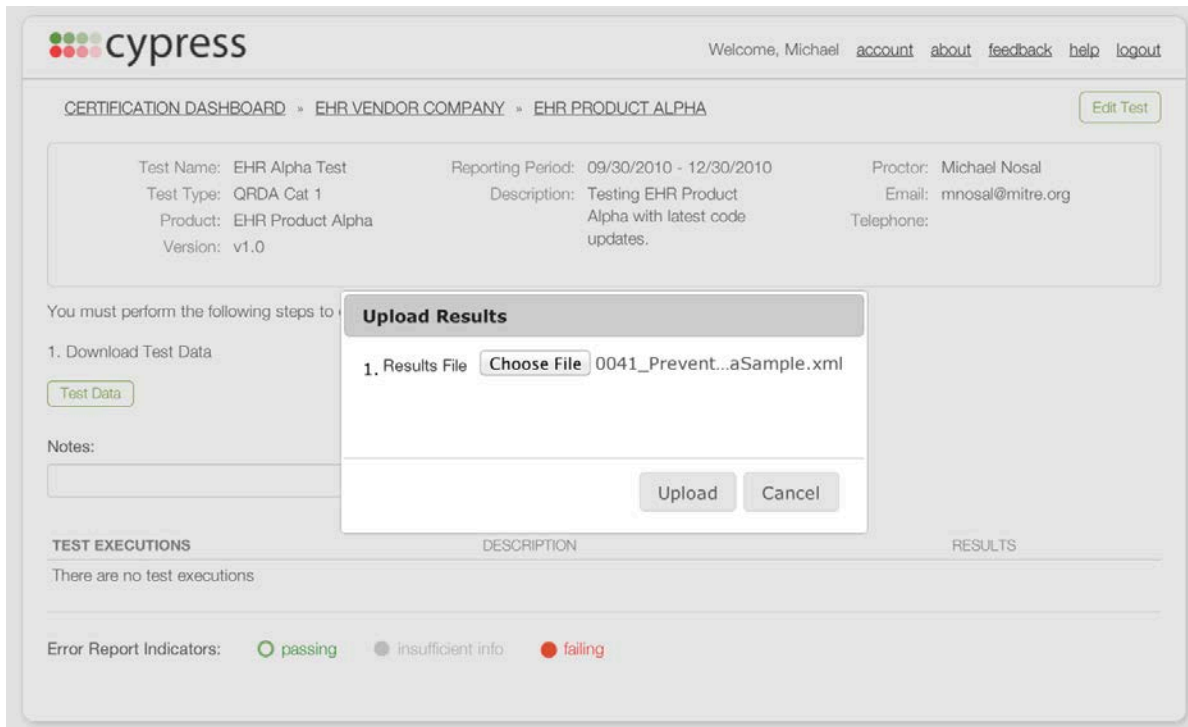 cypress
Welcome, Michael account about feedback help logout
CERTIFICATION DASHBOARD » EHR VENDOR COMPANY » EHR PRODUCT ALPHA
Edit Test
Test Name: EHR Alpha Test
Test Type: QRDA Cat 1
Product: EHR Product Alpha
Version: v1.0
Reporting Period: 09/30/2010 - 12/30/2010
Description: Testing EHR Product
Alpha with latest code
updates.
Proctor: Michael Nosal
Email: mnosal@mitre.org
Telephone:
You must perform the following steps to
1. Download Test Data
Test Data
Notes:
Upload Results
1. Results File Choose File 0041_Prevent...aSample.xml
Upload Cancel
TEST EXECUTIONS DESCRIPTION RESULTS
There are no test executions
Error Report Indicators: passing insufficient info failing